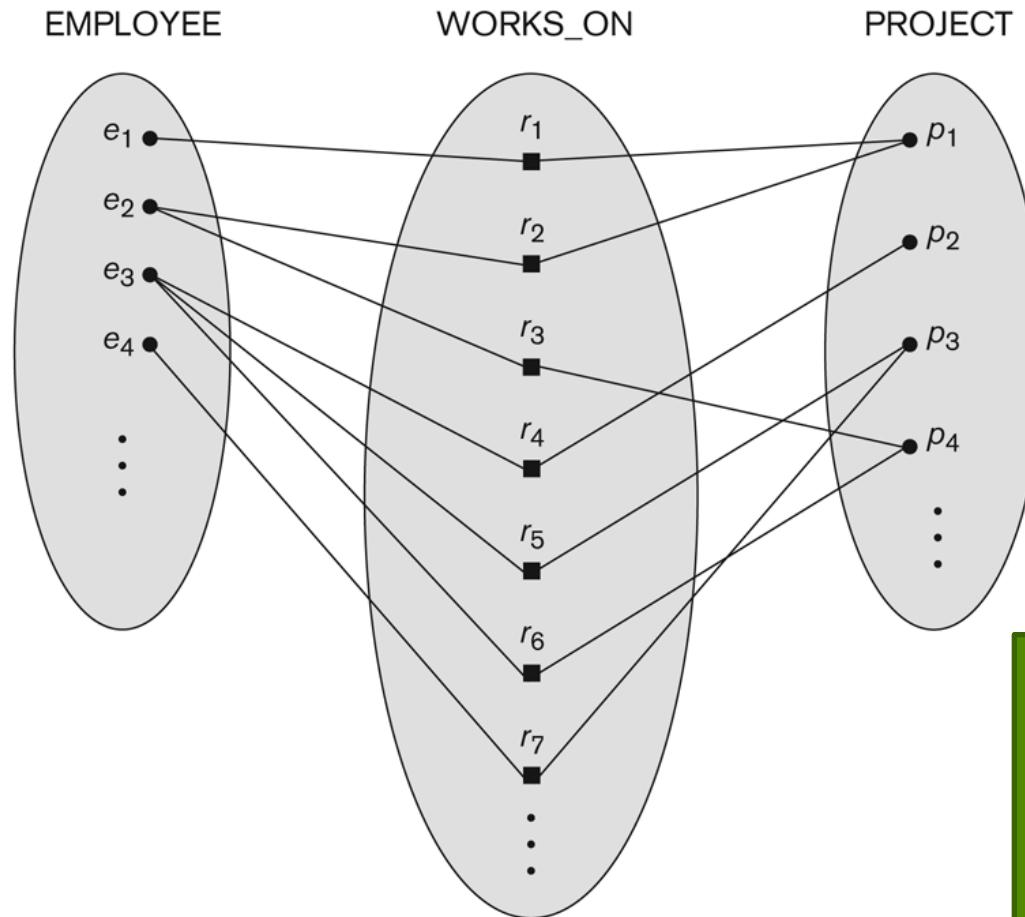 EMPLOYEE WORKS_ON PROJECT
e₁ r₁ p₁
e₂ r₂ p₂
e₃ r₃ p₃
e₄ r₄ p₄
r₅
r₆
r₇